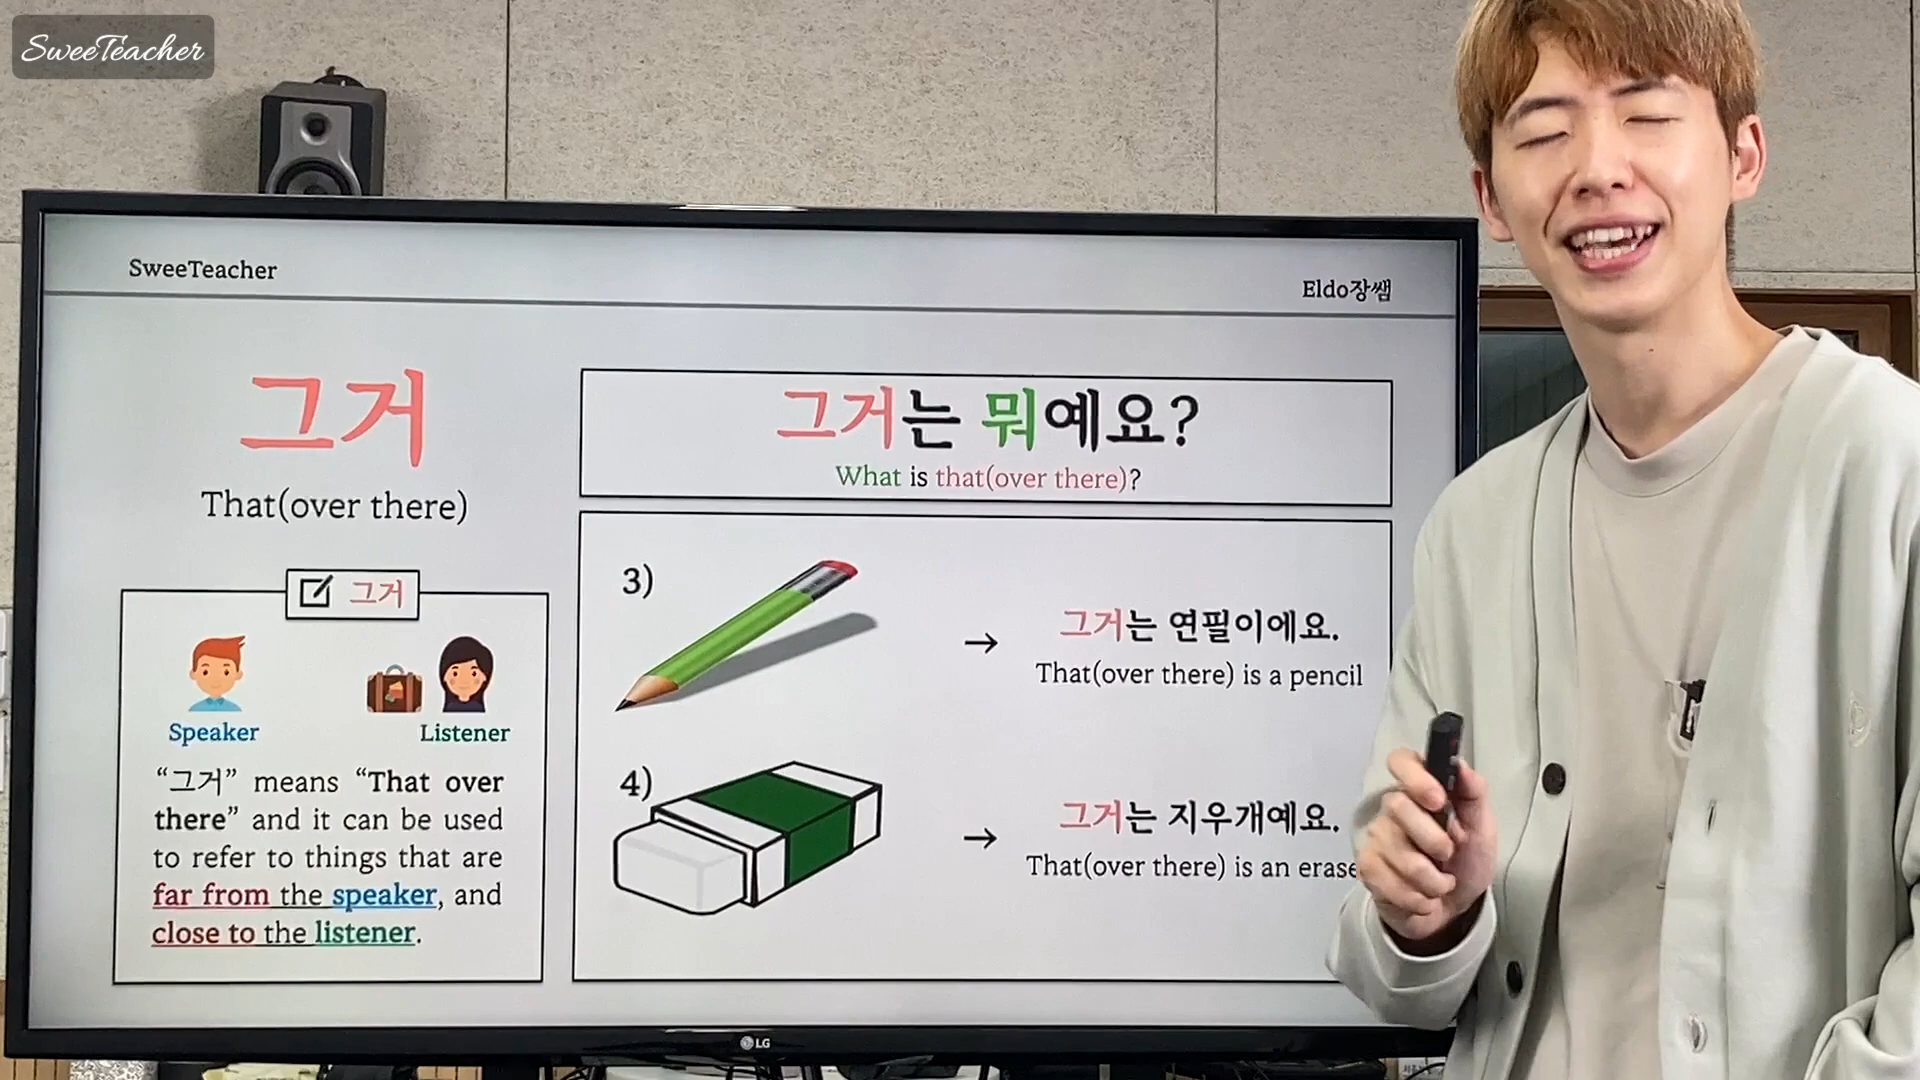 SweeTeacher
SweeTeacher
Eldo장쌤
그거
That(over there)
그거
Speaker
Listener
“그거” means “That over
there” and it can be used
to refer to things that are
far from the speaker, and
close to the listener.
그거는 뭐예요?
What is that(over there)?
3)
→ 그거는 연필이에요.
That(over there) is a pencil
4)
→ 그거는 지우개예요.
That(over there) is an erase
LG